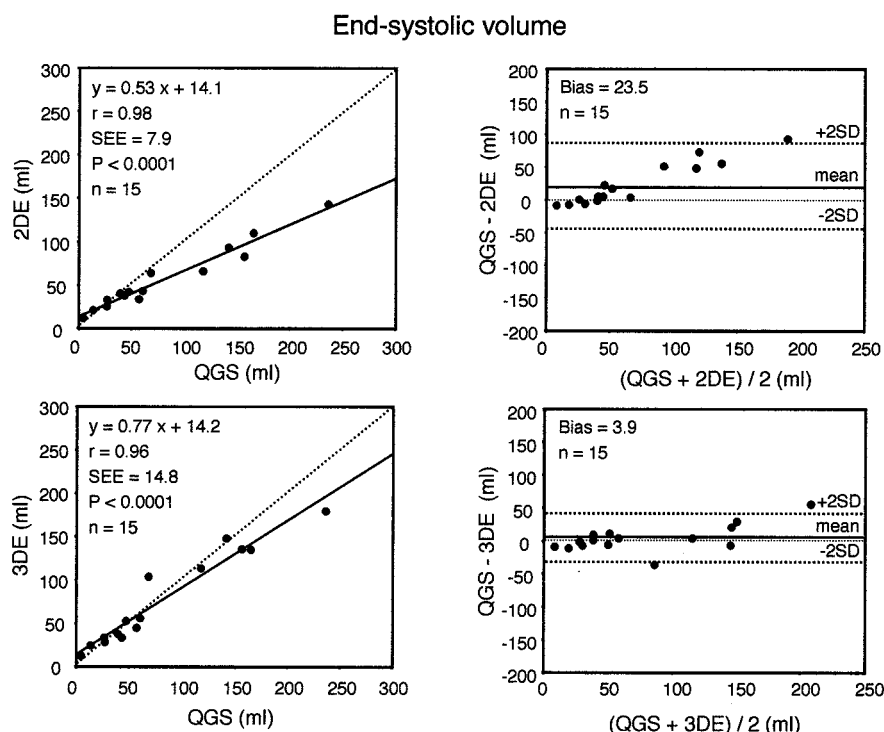 End-systolic volume
300
250
200
150
100
50
0
2DE (ml)
y = 0.53 x + 14.1
r = 0.98
SEE = 7.9
P < 0.0001
n = 15
0 50 100 150 200 250 300
QGS (ml)
200
150
100
50
0
-50
-100
-150
-200
QGS - 2DE (ml)
Bias = 23.5
n = 15
+2SD
mean
-2SD
0 50 100 150 200 250
(QGS + 2DE) / 2 (ml)
300
250
200
150
100
50
0
3DE (ml)
y = 0.77 x + 14.2
r = 0.96
SEE = 14.8
P < 0.0001
n = 15
0 50 100 150 200 250 300
QGS (ml)
200
150
100
50
0
-50
-100
-150
-200
QGS - 3DE (ml)
Bias = 3.9
n = 15
+2SD
mean
-2SD
0 50 100 150 200 250
(QGS + 3DE) / 2 (ml)